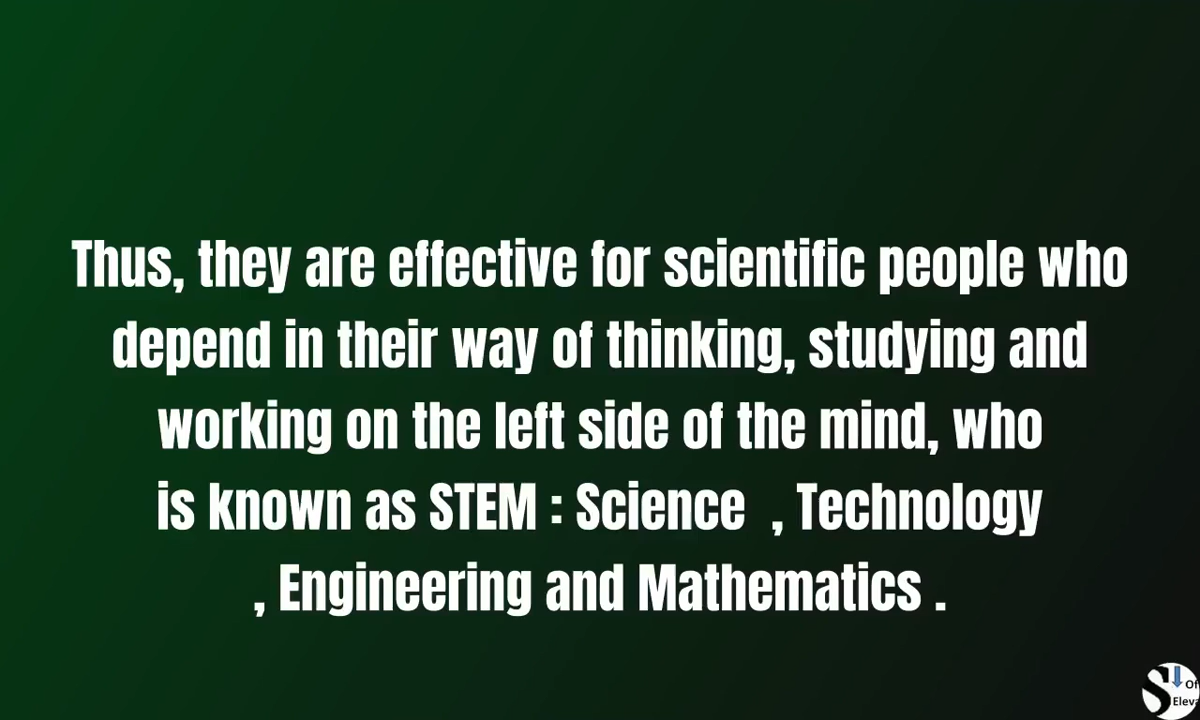 Thus, they are effective for scientific people who
depend in their way of thinking, studying and
working on the left side of the mind, who
is known as STEM : Science  , Technology
, Engineering and Mathematics .